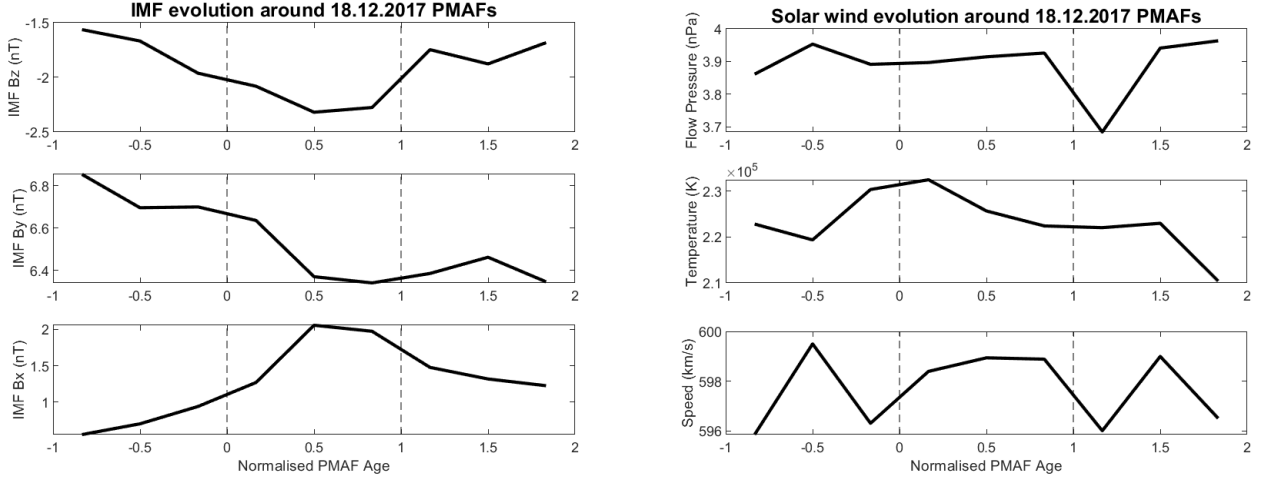 IMF evolution around 18.12.2017 PMAFs
IMF Bz (nT)
-1.5
-2
-2.5
-1 -0.5 0 0.5 1 1.5 2
IMF By (nT)
6.8
6.6
6.4
-1 -0.5 0 0.5 1 1.5 2
IMF Bx (nT)
2
1.5
1
-1 -0.5 0 0.5 1 1.5 2
Normalised PMAF Age
Solar wind evolution around 18.12.2017 PMAFs
Flow Pressure (nPa)
4
3.9
3.8
3.7
-1 -0.5 0 0.5 1 1.5 2
×10^5
Temperature (K)
2.3
2.2
2.1
-1 -0.5 0 0.5 1 1.5 2
Speed (km/s)
600
598
596
-1 -0.5 0 0.5 1 1.5 2
Normalised PMAF Age